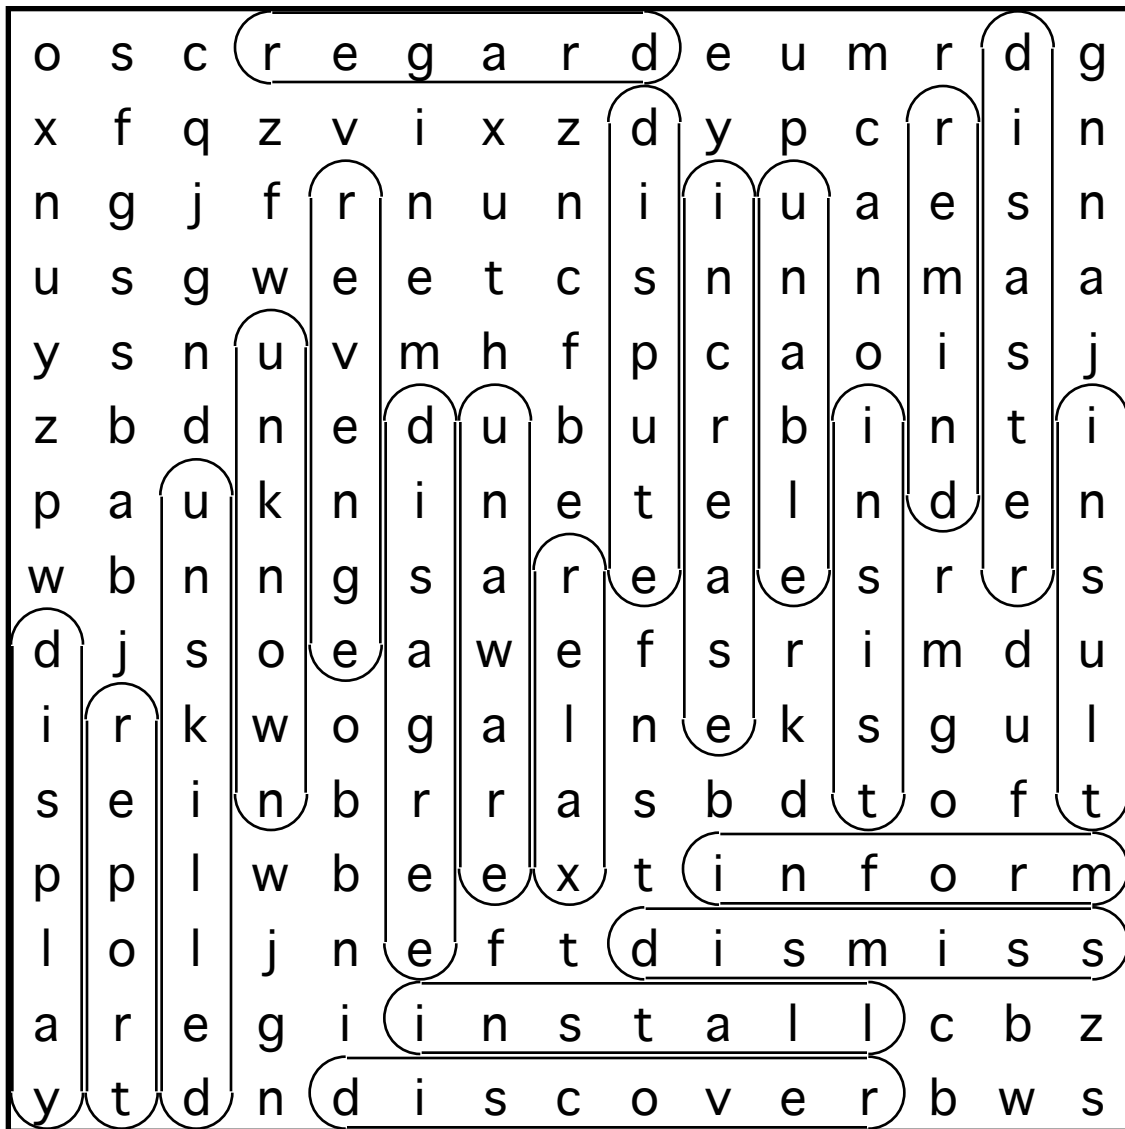 o s c r e g a r d e u m r d g
x f q z v i x z d y p c r i n
n g j f r n u n i i u a e s n
u s g w e e t c s n n n m a a
y s n u v m h f p c a o i s j
z b d n e d u b u r b i n t i
p a u k n i n e t e l n d e n
w b n n g s a r e a e s r r s
d j s o e a w e f s r i m d u
i r k w o g a l n e k s g u l
s e i n b r r a s b d t o f t
p p l w b e e x t i n f o r m
l o l j n e f t d i s m i s s
a r e g i i n s t a l l c b z
y t d n d i s c o v e r b w s